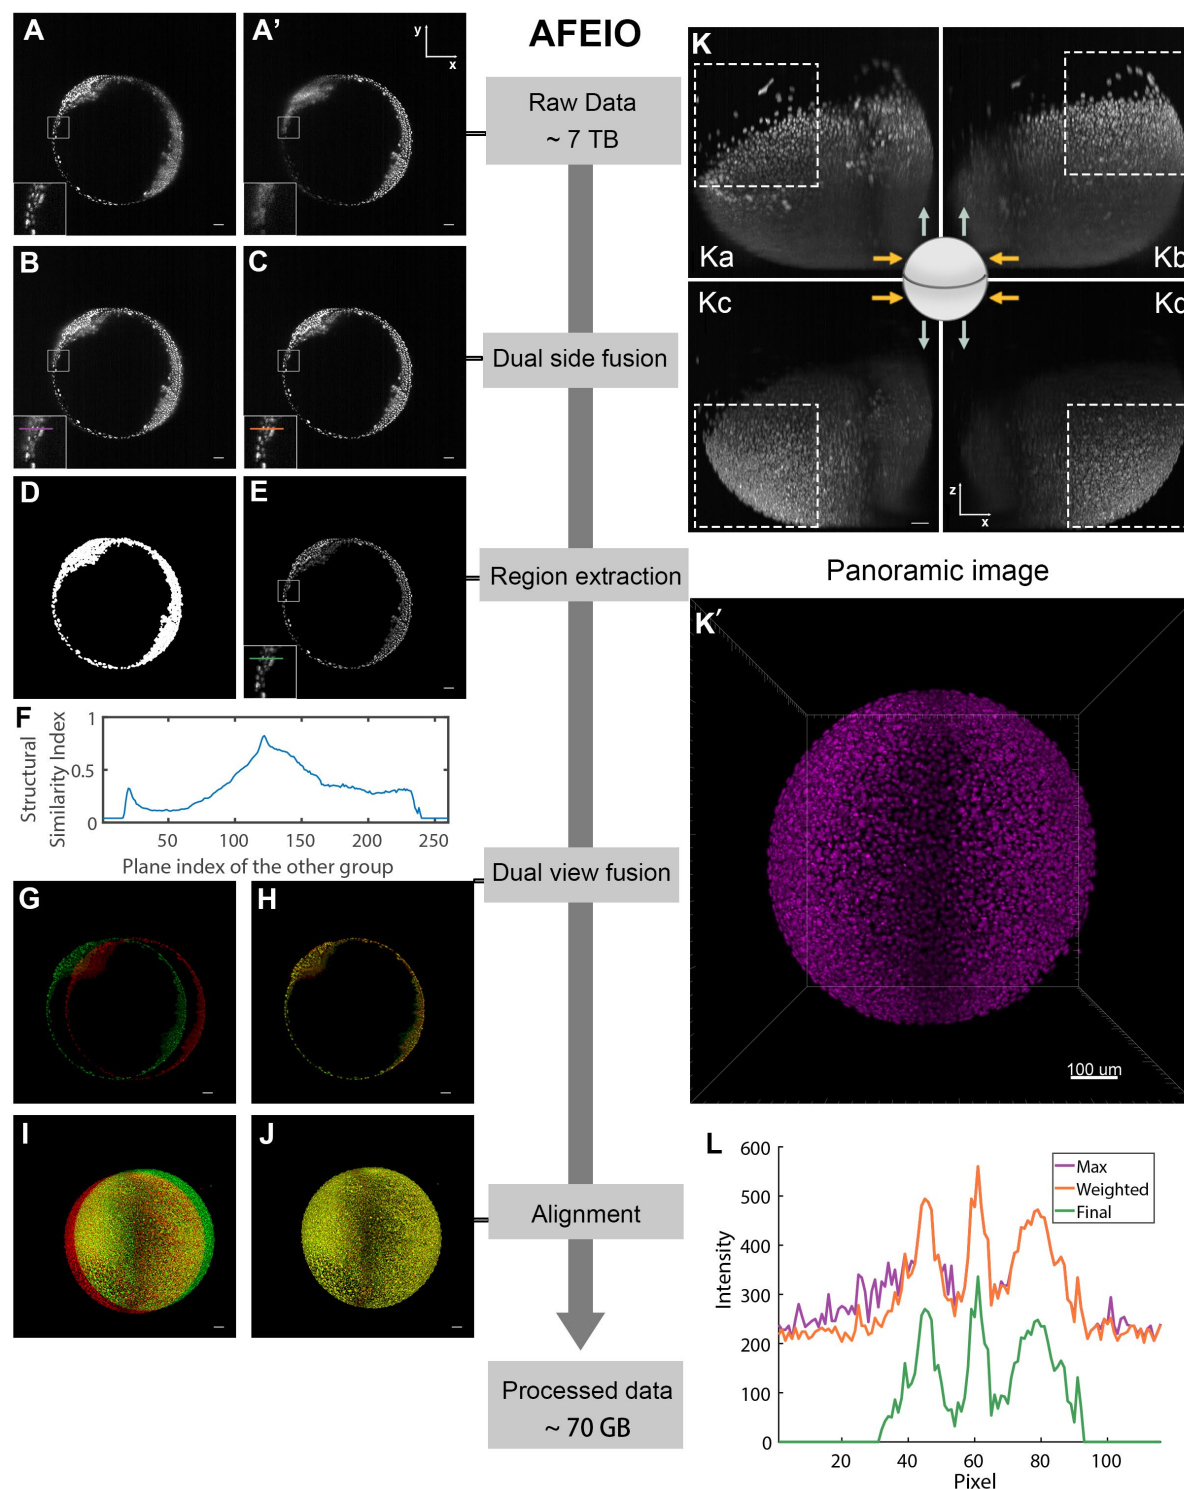 A
A'
y
x
AFEIO
Raw Data
~ 7 TB
B
C
Dual side fusion
D
E
Region extraction
F
Structural
Similarity Index
1
0.5
0
50
100
150
200
250
Plane index of the other group
Dual view fusion
G
H
I
J
Alignment
Processed data
~ 70 GB
K
Ka
Kb
Kc
Kd
z
x
Panoramic image
K′
100 um
L
Intensity
600
500
400
300
200
100
0
Max
Weighted
Final
20
40
60
80
100
Pixel